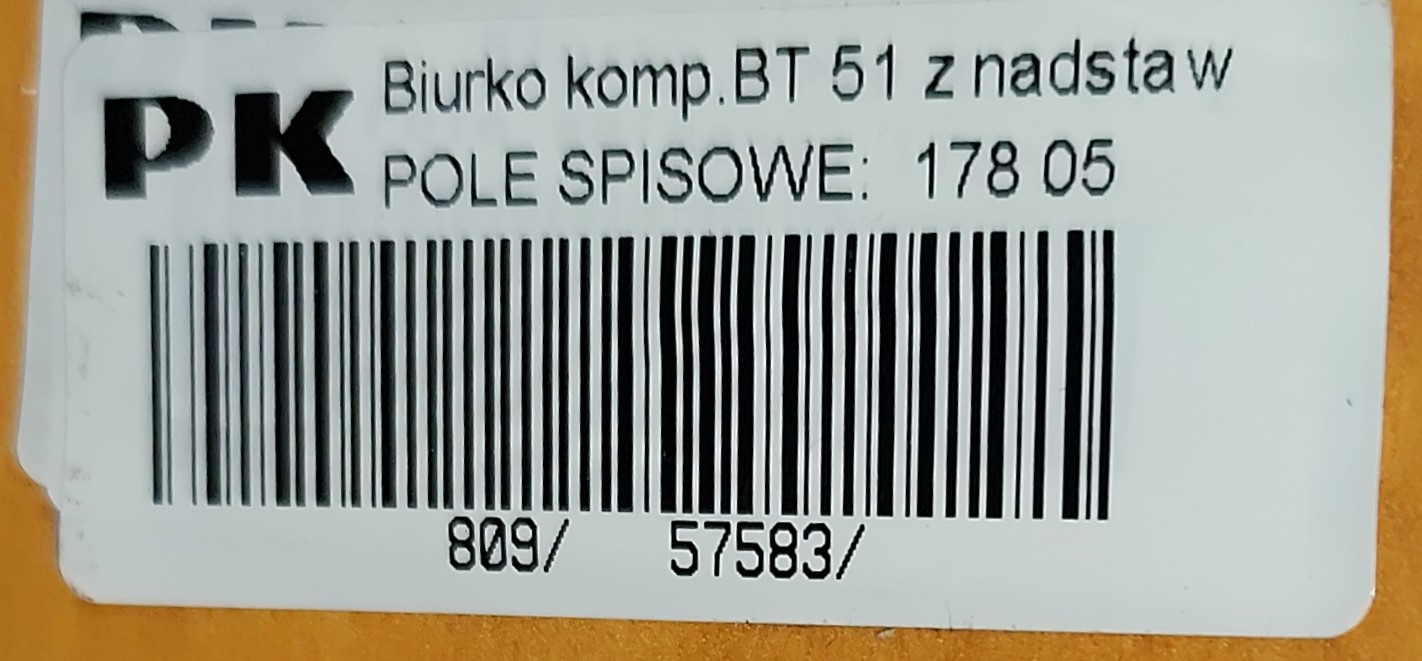 PK
Biurko komp.BT 51 z nadstaw
POLE SPISOWE: 178 05
809/ 57583/